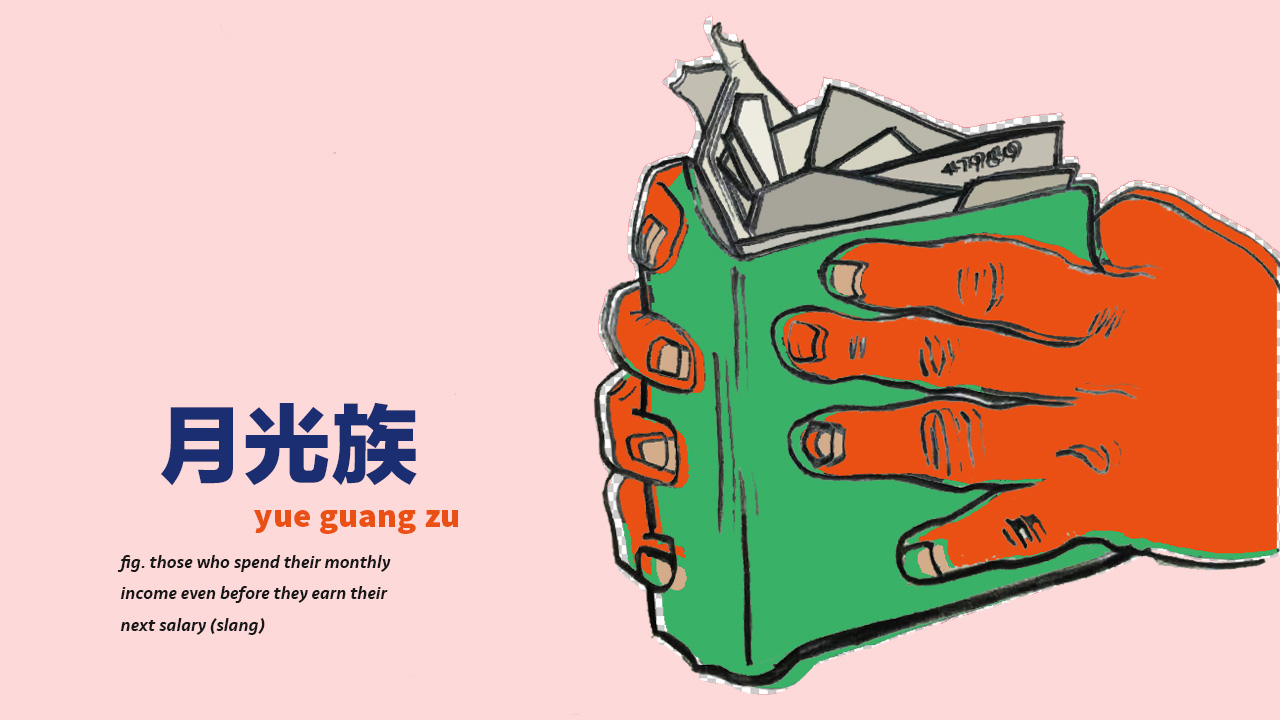 月光族
yue guang zu
fig. those who spend their monthly
income even before they earn their
next salary (slang)